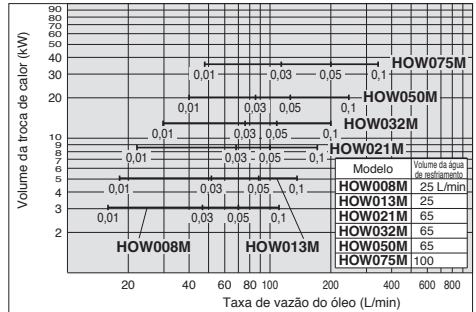 Volume da troca de calor (kW)
90
80
70
60
50
40
30
20
10
9
8
7
6
5
4
3
2
HOW075M
0,01 0,03 0,05 0,1
HOW050M
0,01 0,03 0,05 0,1
HOW032M
0,01 0,03 0,05 0,1
HOW021M
0,01 0,03 0,05 0,1
0,01 0,03 0,05 0,1
0,01 0,03 0,05 0,1
HOW008M HOW013M
Modelo Volume da água de resfriamento
HOW008M 25 L/min
HOW013M 25
HOW021M 65
HOW032M 65
HOW050M 65
HOW075M 100
20 40 60 80 100 200 400 600 800
Taxa de vazão do óleo (L/min)